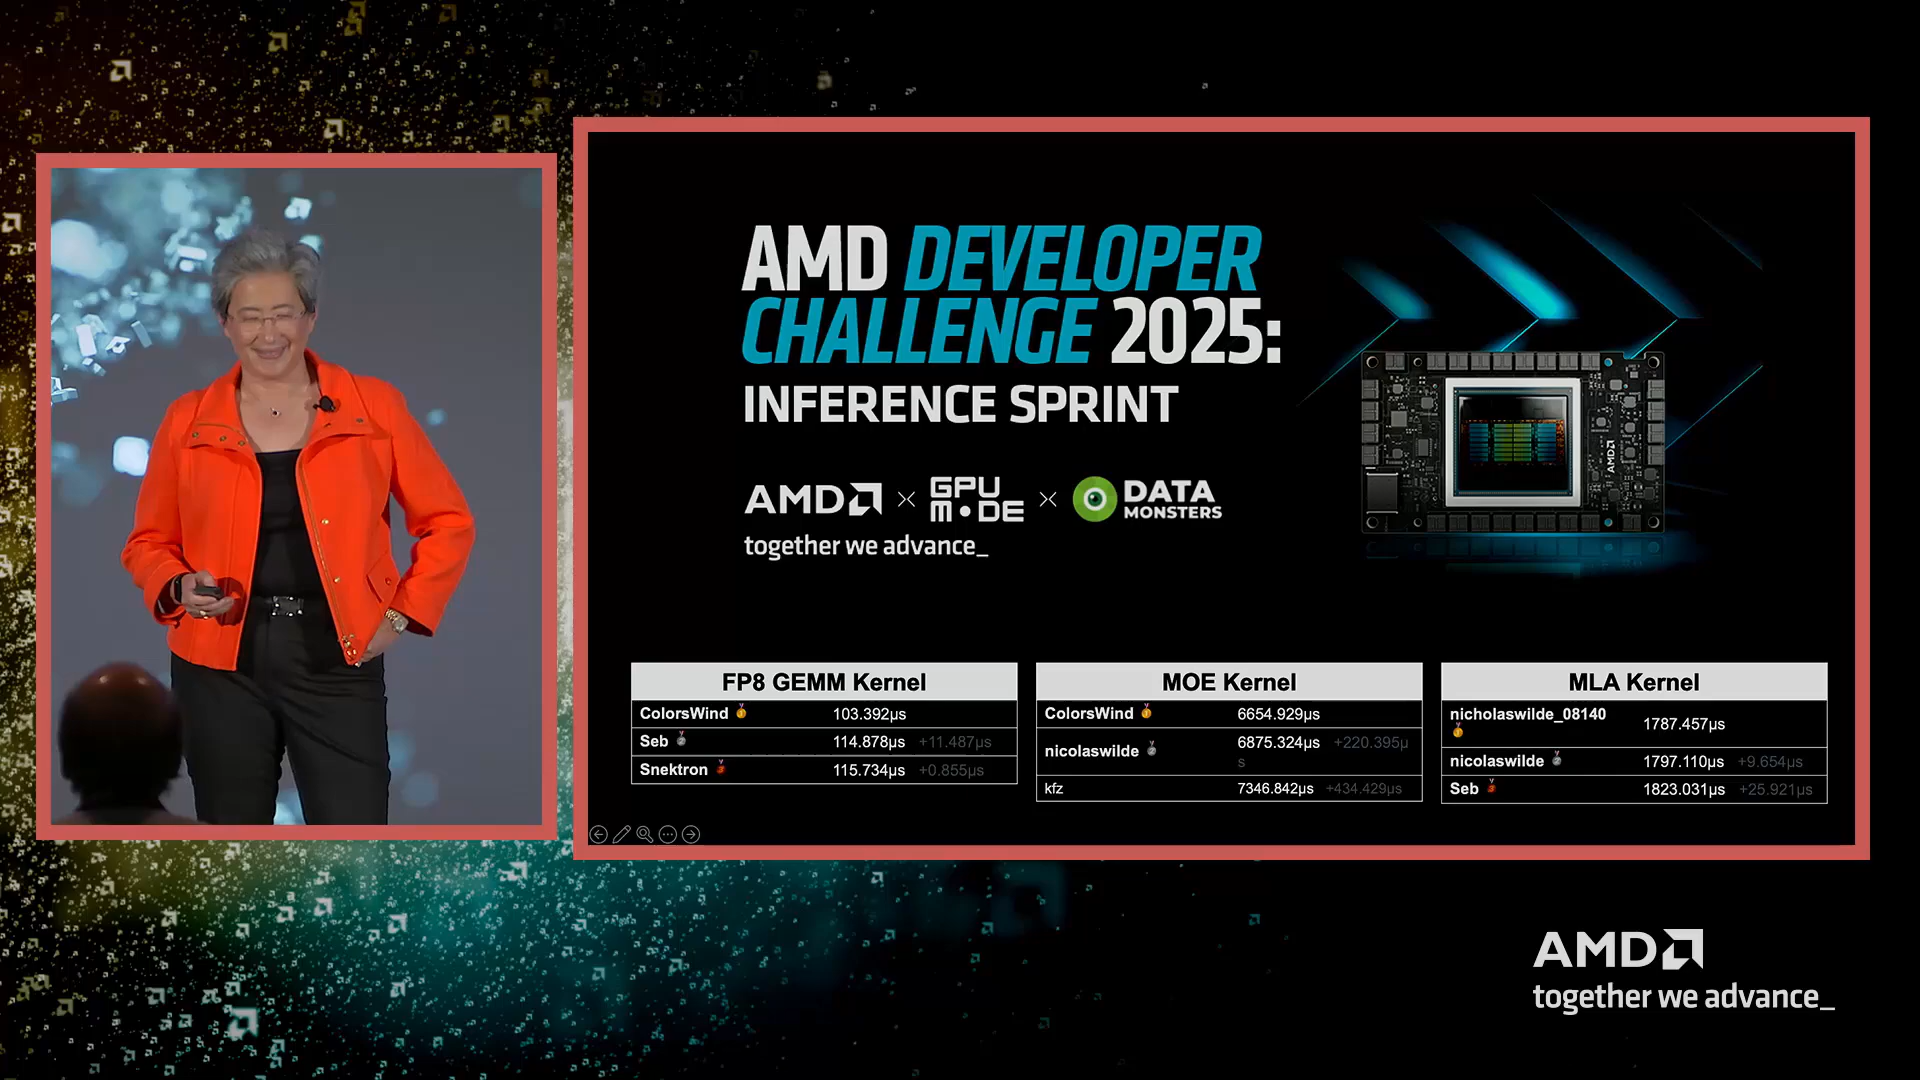 AMD DEVELOPER
CHALLENGE 2025:
INFERENCE SPRINT
AMD × GPU MODE × DATA MONSTERS
together we advance_
AMD
FP8 GEMM Kernel
ColorsWind 103.392µs
Seb 114.878µs +11.487µs
Snektron 115.734µs +0.855µs
MOE Kernel
ColorsWind 6654.929µs
nicolaswilde 6875.324µs +220.395µ
s
kfz 7346.842µs +434.429µs
MLA Kernel
nicholaswilde_08140 1787.457µs
nicolaswilde 1797.110µs +9.654µs
Seb 1823.031µs +25.921µs
AMD
together we advance_